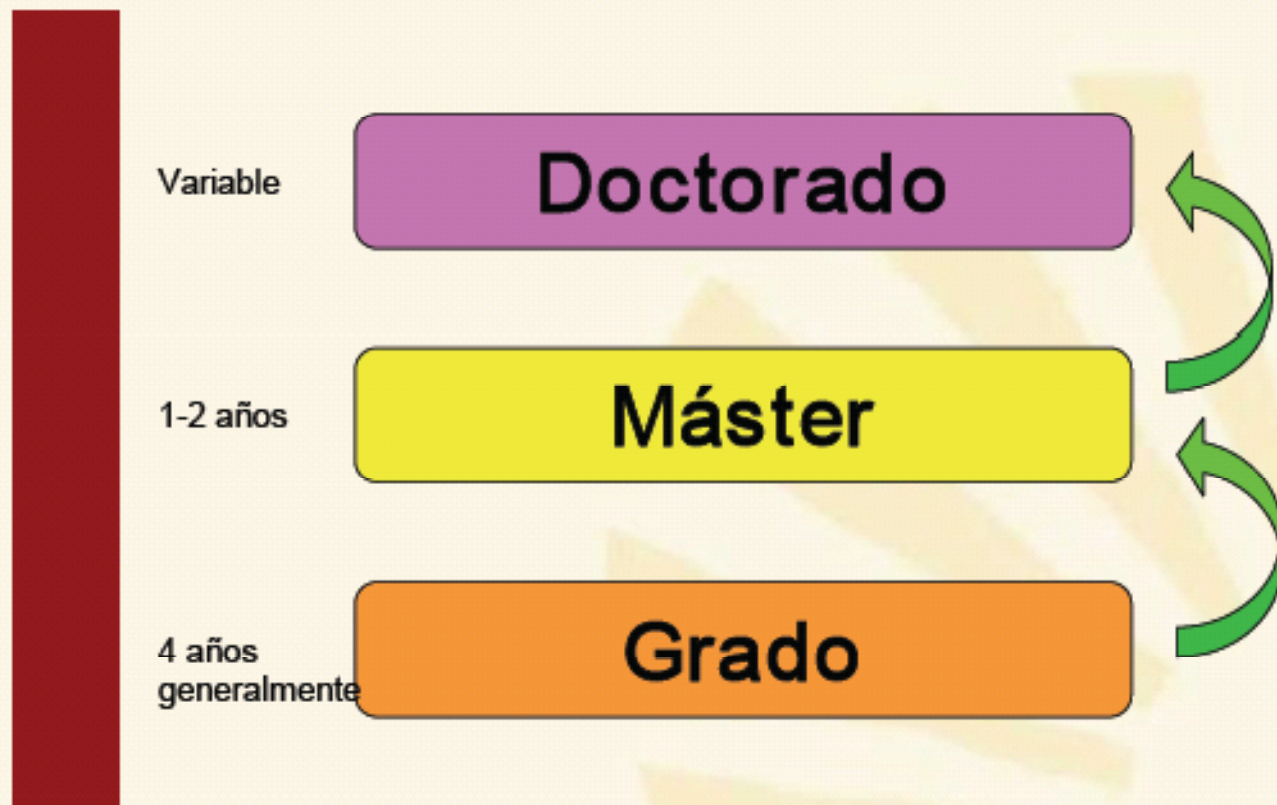 Variable
Doctorado
1-2 años
Máster
4 años
generalmente
Grado